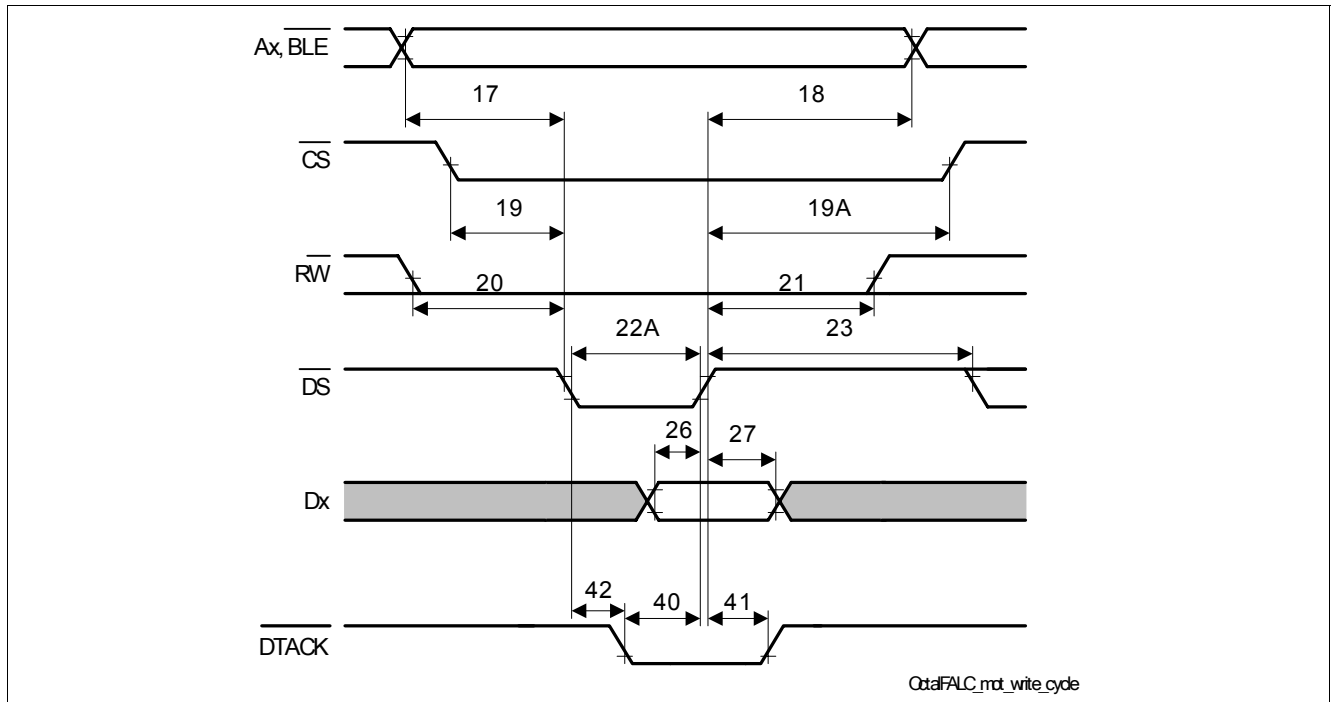 Ax, BLE
17
18
CS
19
19A
RW
20
21
22A
23
DS
26
27
Dx
42
40
41
DTACK
OctalFALC_mot_write_cycle